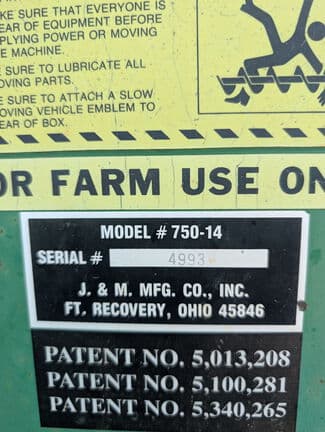 KE SURE THAT EVERYONE IS
EAR OF EQUIPMENT BEFORE
PLYING POWER OR MOVING
E MACHINE.
SURE TO LUBRICATE ALL
OVING PARTS.
SURE TO ATTACH A SLOW
OVING VEHICLE EMBLEM TO
EAR OF BOX.
OR FARM USE ON
MODEL # 750-14
SERIAL # 4993
J. & M. MFG. CO., INC.
FT. RECOVERY, OHIO 45846
PATENT NO. 5,013,208
PATENT NO. 5,100,281
PATENT NO. 5,340,265